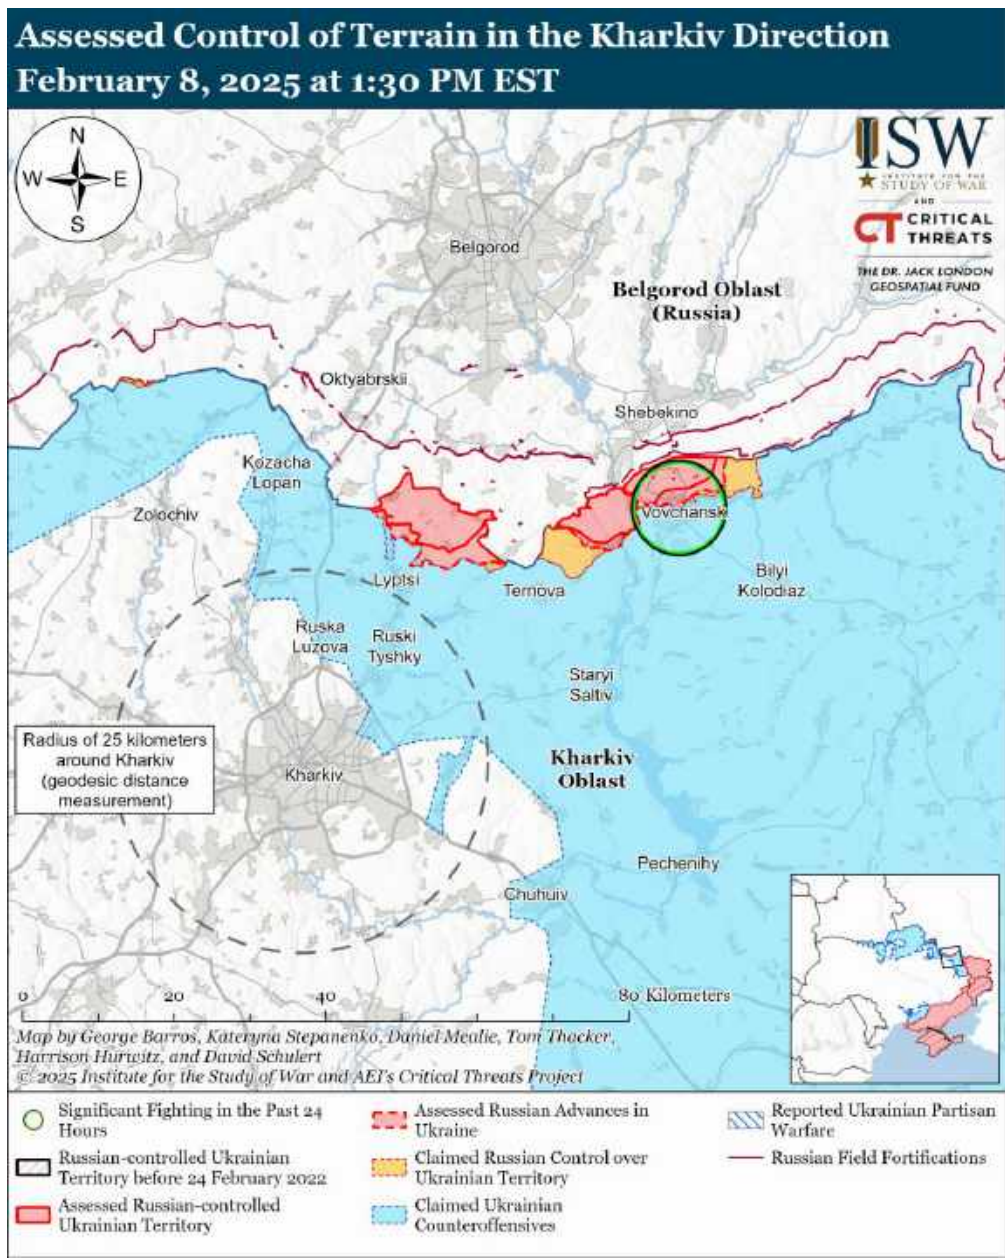 Assessed Control of Terrain in the Kharkiv Direction
February 8, 2025 at 1:30 PM EST
N
W
E
S
ISW
INSTITUTE FOR THE
STUDY OF WAR
AND
CT CRITICAL
THREATS
THE DR. JACK LONDON
GEOSPATIAL FUND
Belgorod
Belgorod Oblast
(Russia)
Oktyabrskii
Shebekino
Kozacha
Lopan
Zolochiv
Vovchansk
Lyptsi
Ternova
Bilyi
Kolodiaz
Ruska
Luzova
Ruski
Tyshky
Staryi
Saltiv
Radius of 25 kilometers
around Kharkiv
(geodesic distance
measurement)
Kharkiv
Kharkiv
Oblast
Pechenihy
Chuhuiv
0
20
40
80 Kilometers
Map by George Barros, Kateryna Stepanenko, Daniel Mealie, Tom Thacker,
Harrison Hurwitz, and David Schulert
© 2025 Institute for the Study of War and AEI's Critical Threats Project
Significant Fighting in the Past 24
Hours
Russian-controlled Ukrainian
Territory before 24 February 2022
Assessed Russian-controlled
Ukrainian Territory
Assessed Russian Advances in
Ukraine
Claimed Russian Control over
Ukrainian Territory
Claimed Ukrainian
Counteroffensives
Reported Ukrainian Partisan
Warfare
Russian Field Fortifications